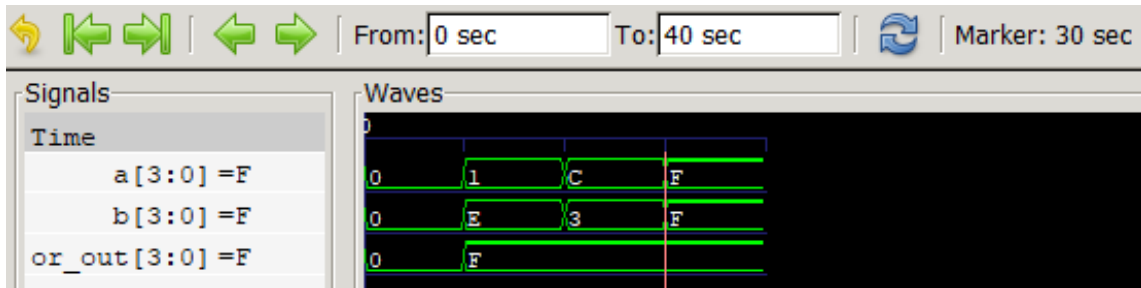 From: 0 sec To: 40 sec Marker: 30 sec
Signals Waves
Time 0
a[3:0] =F 0 1 C F
b[3:0] =F 0 E 3 F
or_out[3:0] =F 0 F